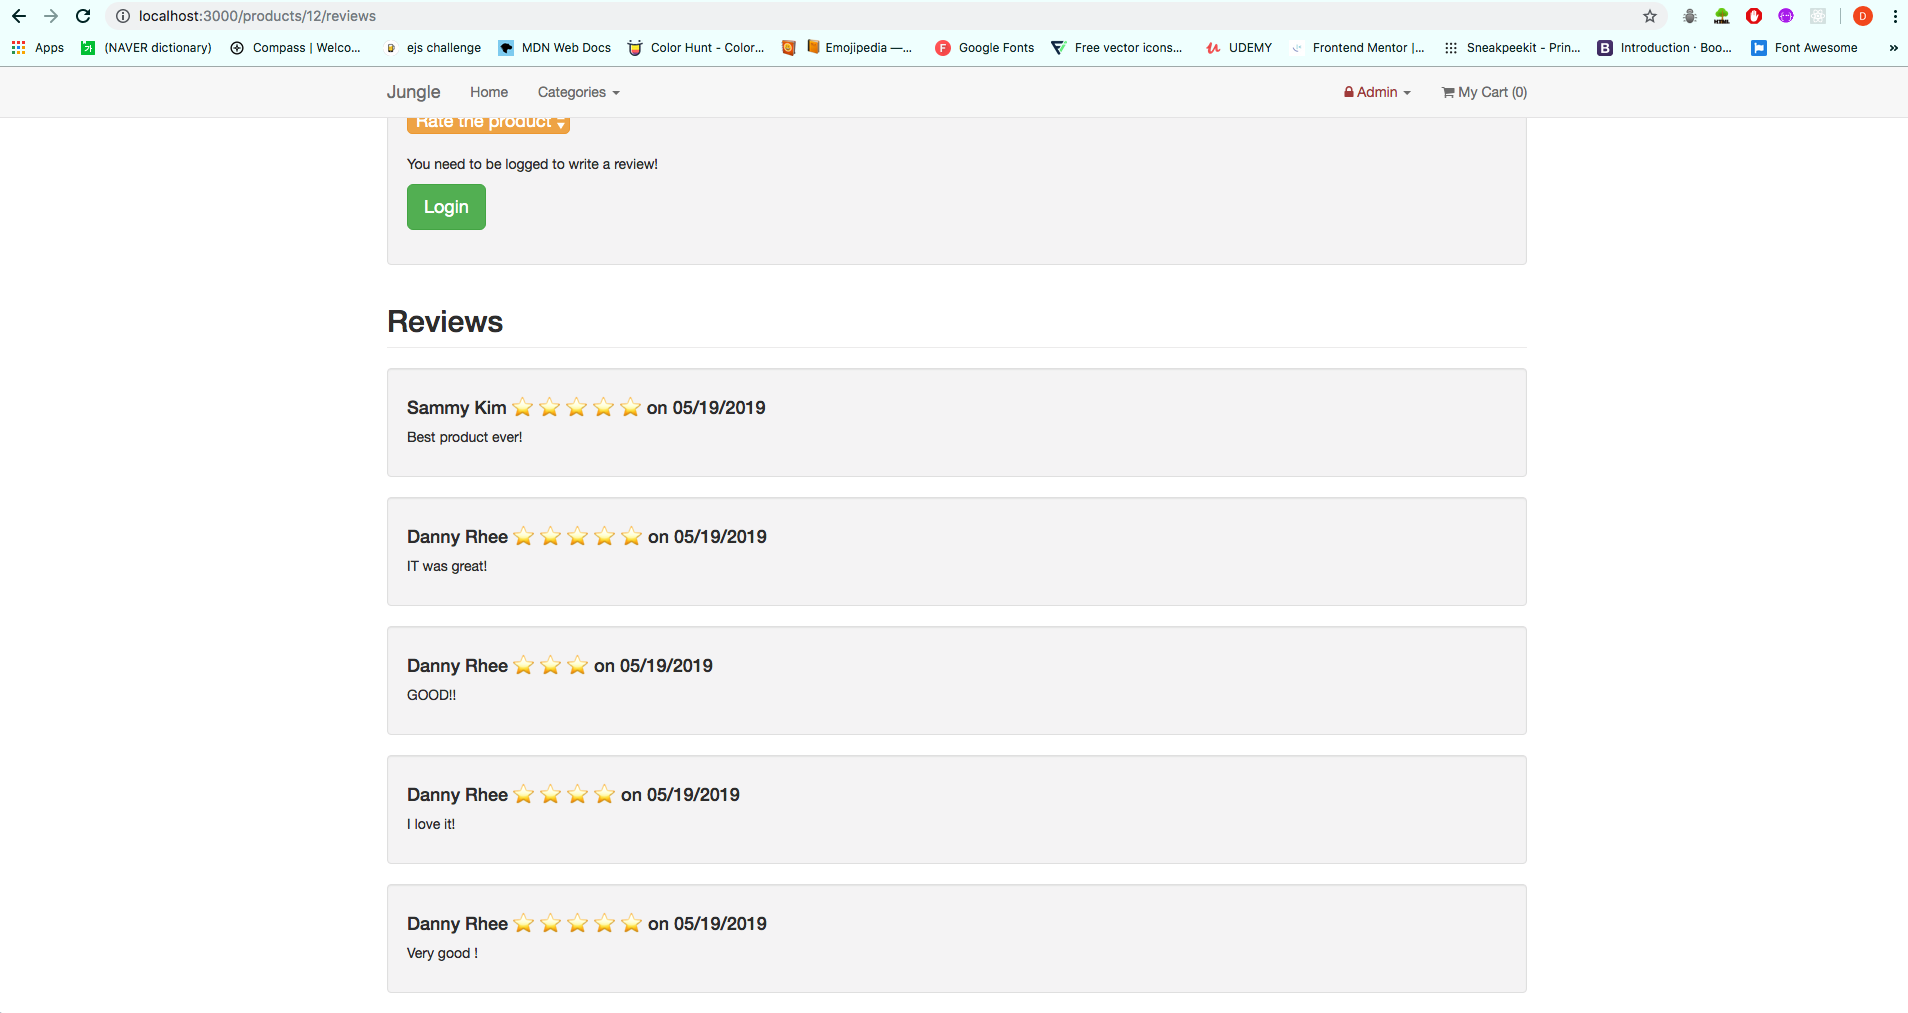 localhost:3000/products/12/reviews
D
Apps (NAVER dictionary) Compass | Welco... ejs challenge MDN Web Docs Color Hunt - Color... Emojipedia —... Google Fonts Free vector icons... UDEMY Frontend Mentor |... Sneakpeekit - Prin... Introduction · Boo... Font Awesome »
Jungle Home Categories Admin My Cart (0)
Rate the product
You need to be logged to write a review!
Login
Reviews
Sammy Kim ⭐ ⭐ ⭐ ⭐ ⭐ on 05/19/2019
Best product ever!
Danny Rhee ⭐ ⭐ ⭐ ⭐ ⭐ on 05/19/2019
IT was great!
Danny Rhee ⭐ ⭐ ⭐ on 05/19/2019
GOOD!!
Danny Rhee ⭐ ⭐ ⭐ ⭐ on 05/19/2019
I love it!
Danny Rhee ⭐ ⭐ ⭐ ⭐ ⭐ on 05/19/2019
Very good !